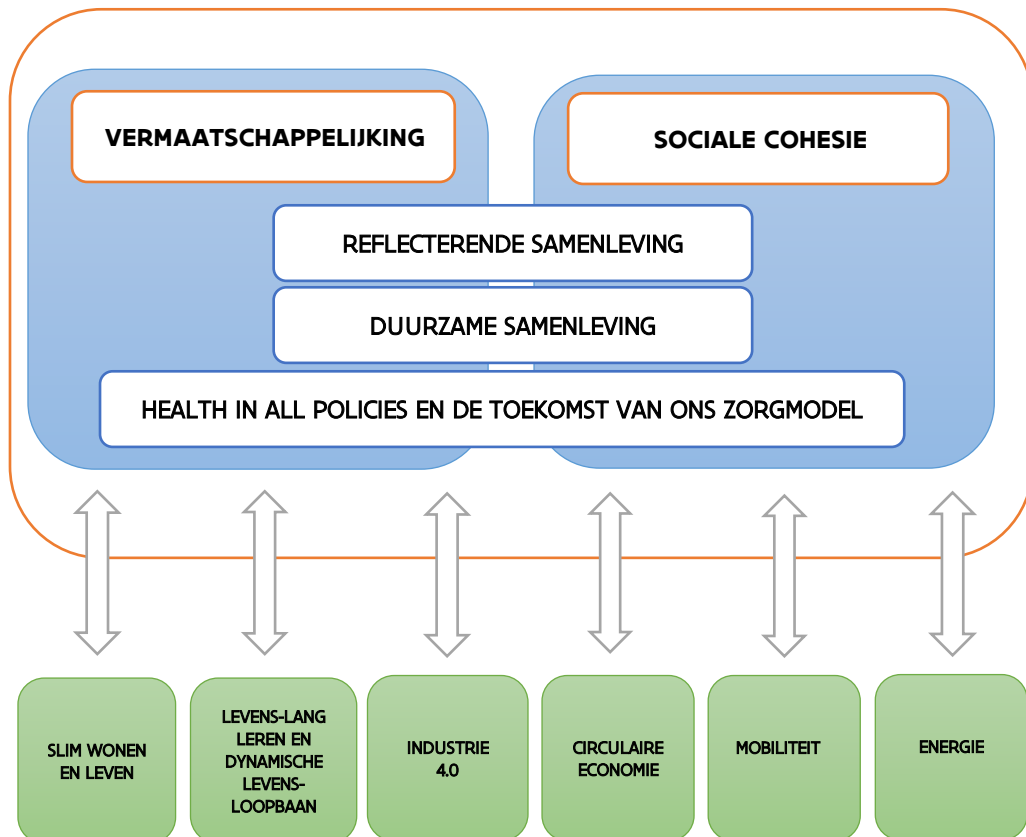 VERMAATSCHAPPELIJKING
SOCIALE COHESIE
REFLECTERENDE SAMENLEVING
DUURZAME SAMENLEVING
HEALTH IN ALL POLICIES EN DE TOEKOMST VAN ONS ZORGMODEL
SLIM WONEN
EN LEVEN
LEVENS-LANG
LEREN EN
DYNAMISCHE
LEVENS-
LOOPBAAN
INDUSTRIE
4.0
CIRCULAIRE
ECONOMIE
MOBILITEIT
ENERGIE